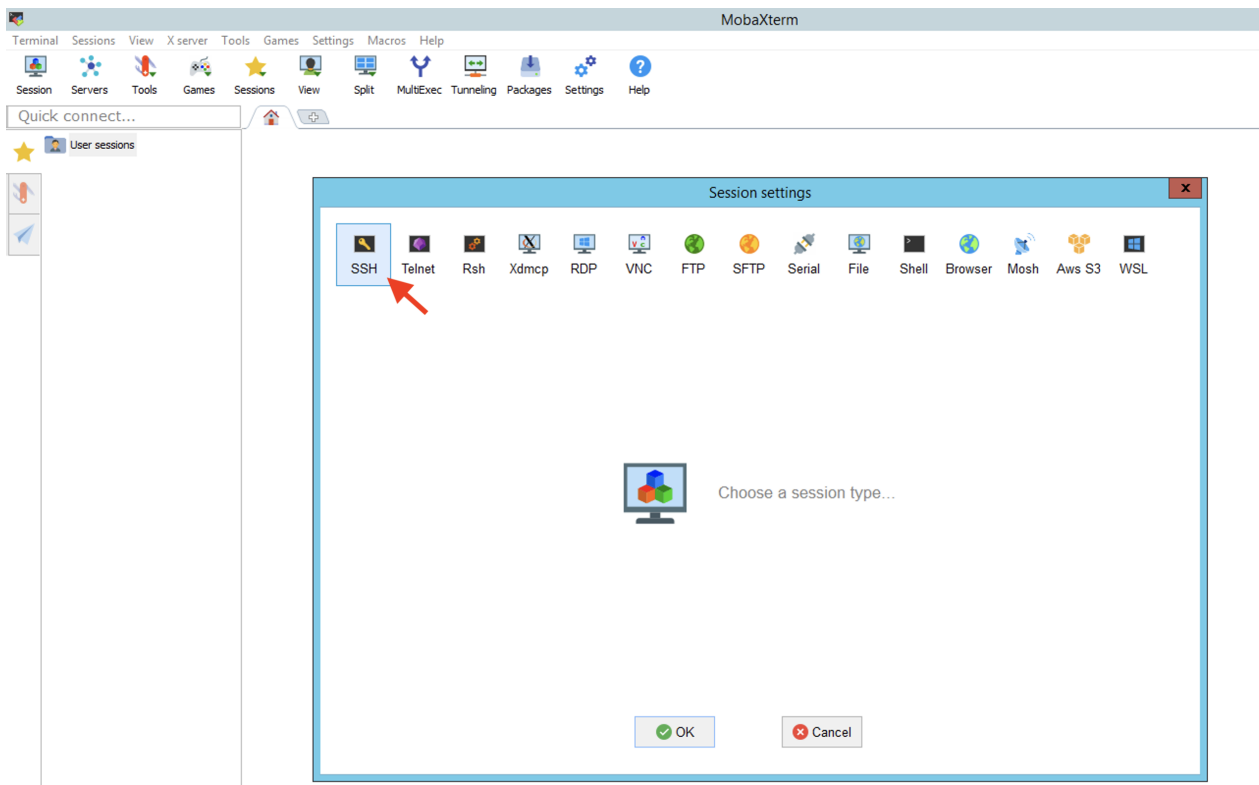 MobaXterm
Terminal Sessions View X server Tools Games Settings Macros Help
Session Servers Tools Games Sessions View Split MultiExec Tunneling Packages Settings Help
Quick connect...
User sessions
Session settings
x
SSH Telnet Rsh Xdmcp RDP VNC FTP SFTP Serial File Shell Browser Mosh Aws S3 WSL
Choose a session type...
OK Cancel